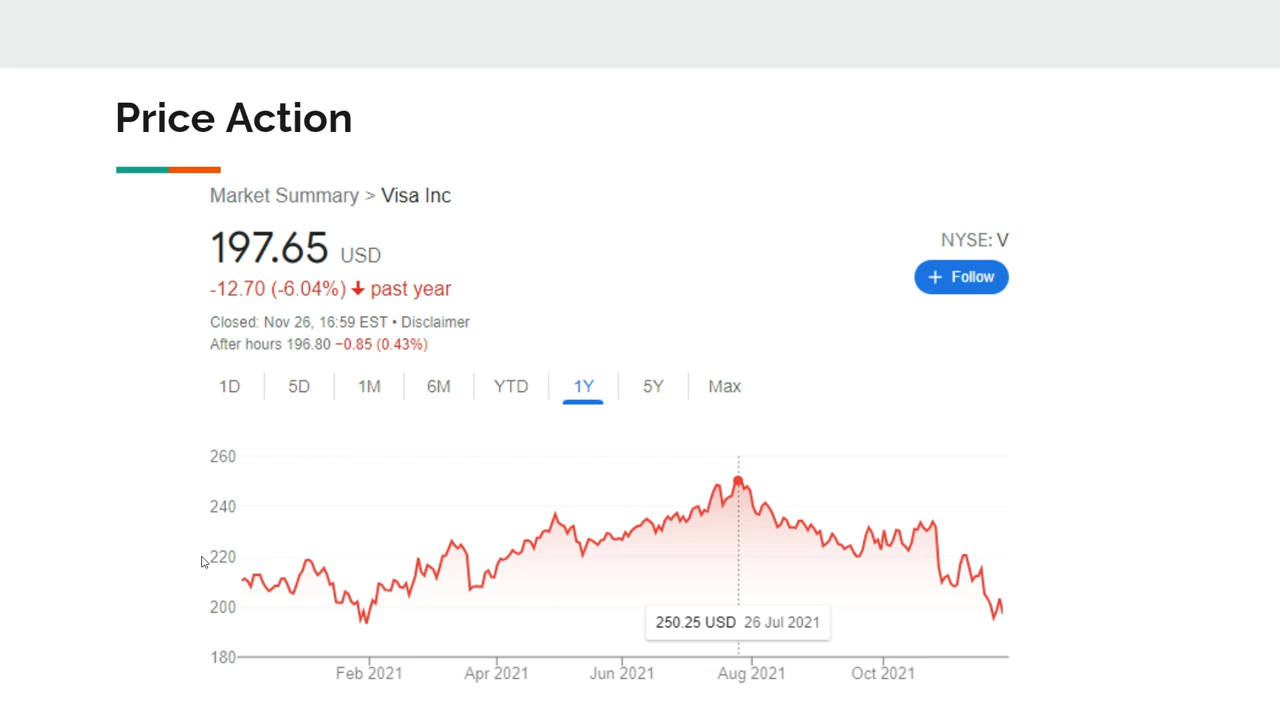 Price Action
Market Summary > Visa Inc
197.65 USD
NYSE: V
-12.70 (-6.04%) past year
+ Follow
Closed: Nov 26, 16:59 EST • Disclaimer
After hours 196.80 −0.85 (0.43%)
1D 5D 1M 6M YTD 1Y 5Y Max
260
240
220
200
250.25 USD 26 Jul 2021
180
Feb 2021 Apr 2021 Jun 2021 Aug 2021 Oct 2021